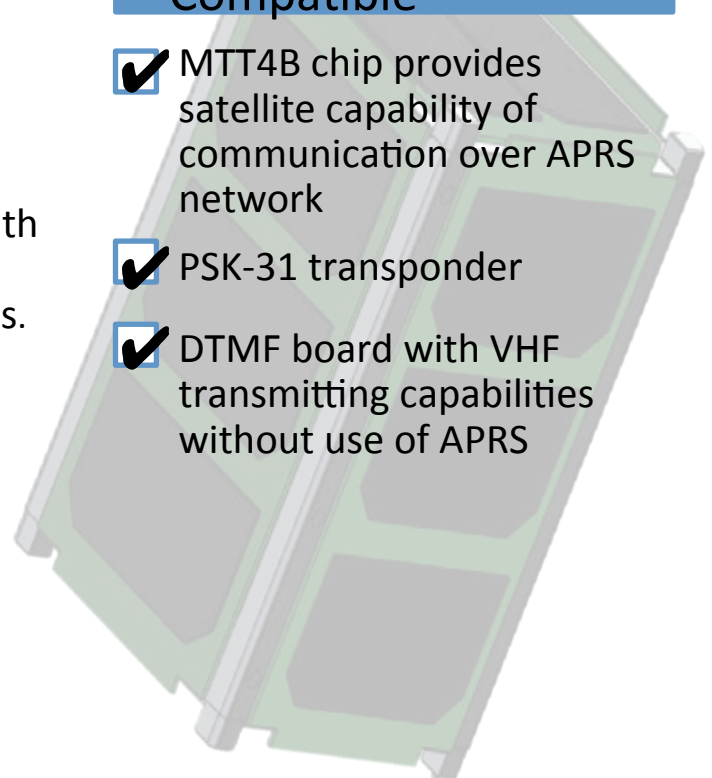 Compatible
MTT4B chip provides
satellite capability of
communication over APRS
network
th
PSK-31 transponder
s.
DTMF board with VHF
transmitting capabilities
without use of APRS